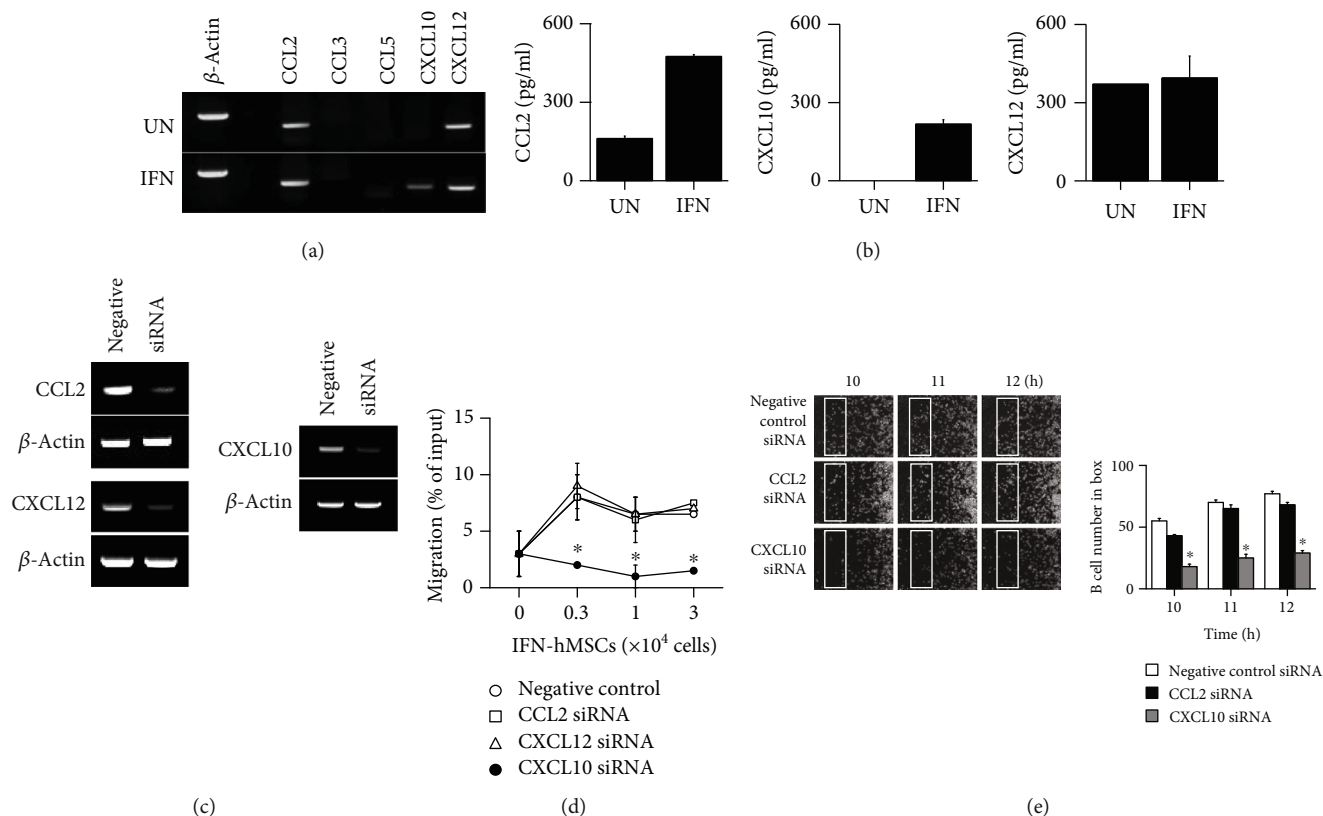 β-Actin
CCL2
CCL3
CCL5
CXCL10
CXCL12
UN
IFN
(a)
CCL2 (pg/ml)
600
300
0
UN IFN
CXCL10 (pg/ml)
600
300
0
UN IFN
CXCL12 (pg/ml)
600
300
0
UN IFN
(b)
Negative
siRNA
CCL2
β-Actin
CXCL12
β-Actin
Negative
siRNA
CXCL10
β-Actin
(c)
Migration (% of input)
15
10
5
0
* * *
0 0.3 1 3
IFN-hMSCs (×10⁴ cells)
Negative control
CCL2 siRNA
CXCL12 siRNA
CXCL10 siRNA
(d)
10 11 12 (h)
Negative
control
siRNA
CCL2
siRNA
CXCL10
siRNA
B cell number in box
100
50
0
* * *
10 11 12
Time (h)
Negative control siRNA
CCL2 siRNA
CXCL10 siRNA
(e)